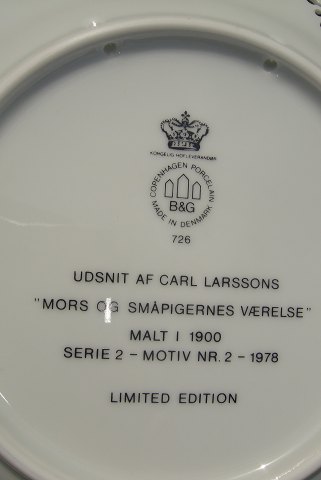 KONGELIG HOFLEVERANDØR
COPENHAGEN PORCELAIN
B&G
MADE IN DENMARK
726
UDSNIT AF CARL LARSSONS
"MORS OG SMÅPIGERNES VÆRELSE"
MALT I 1900
SERIE 2 – MOTIV NR. 2 – 1978
LIMITED EDITION